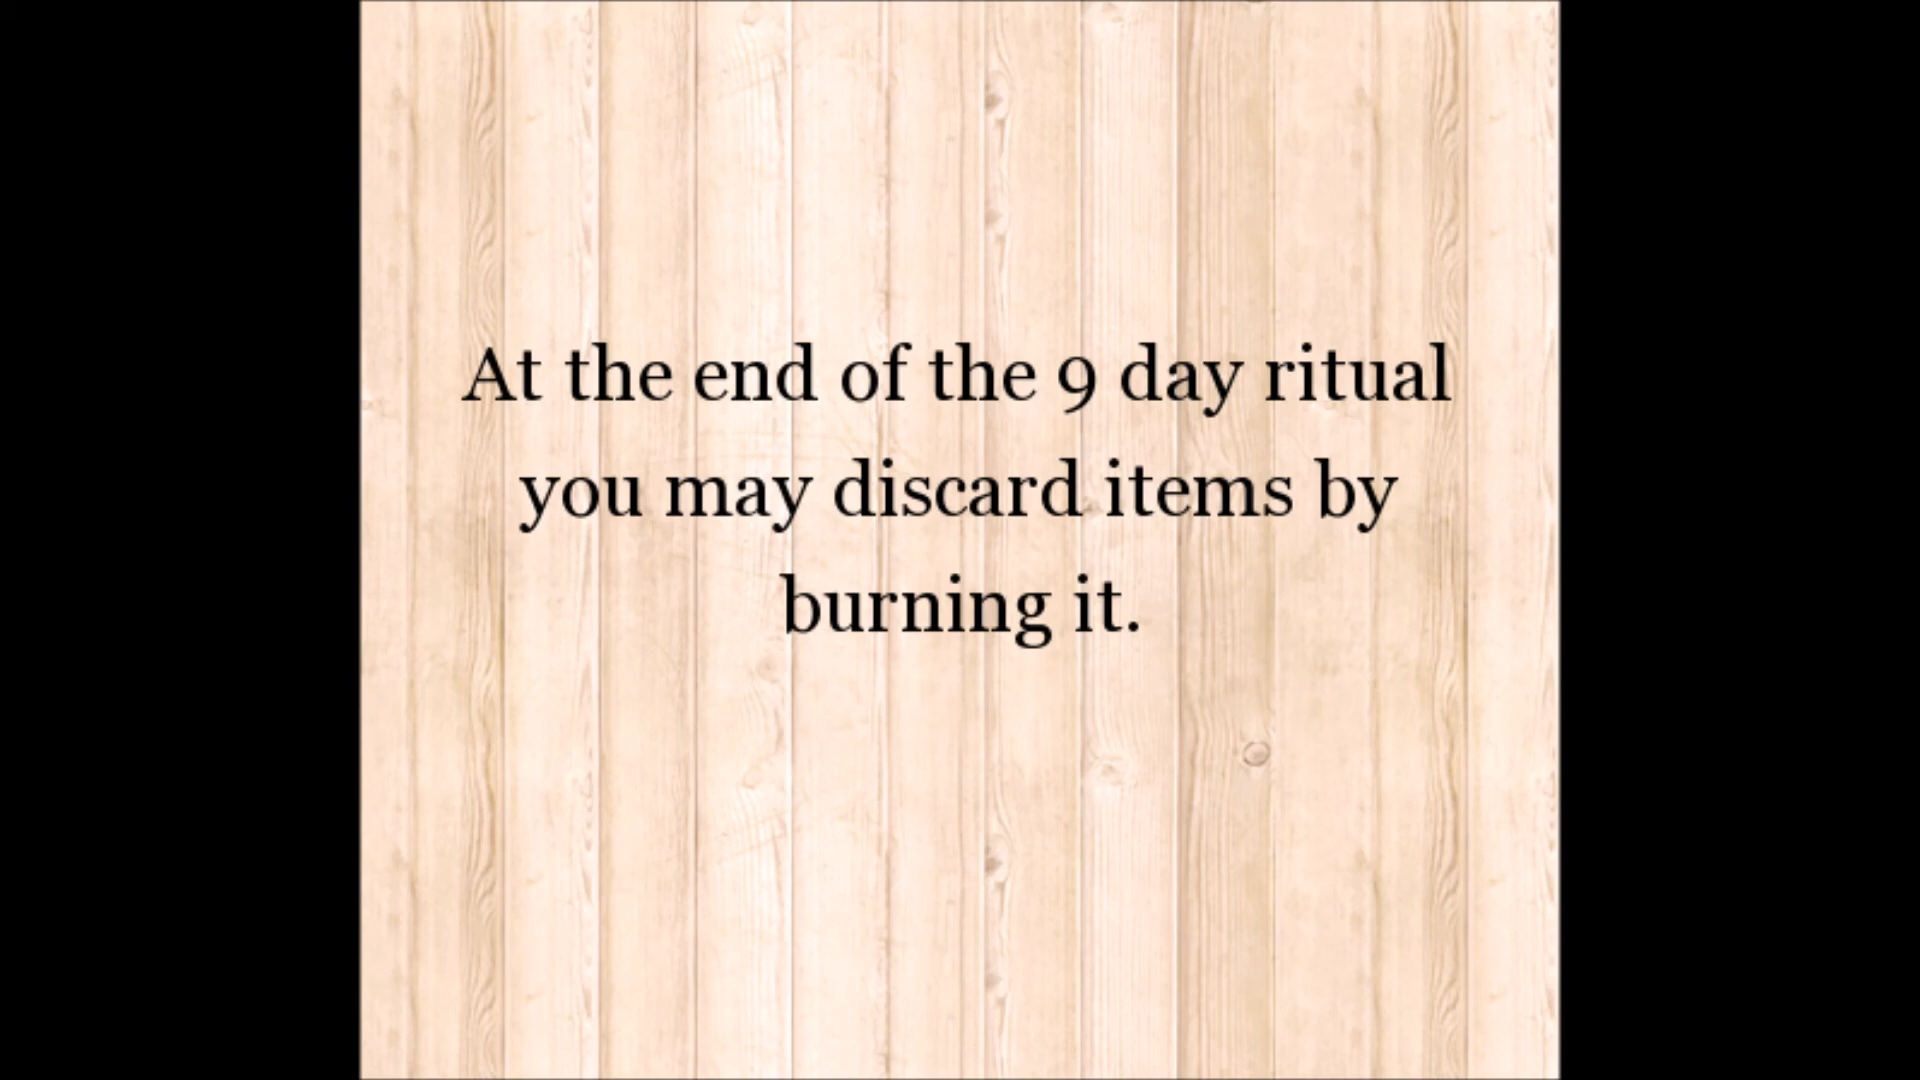 At the end of the 9 day ritual
you may discard items by
burning it.